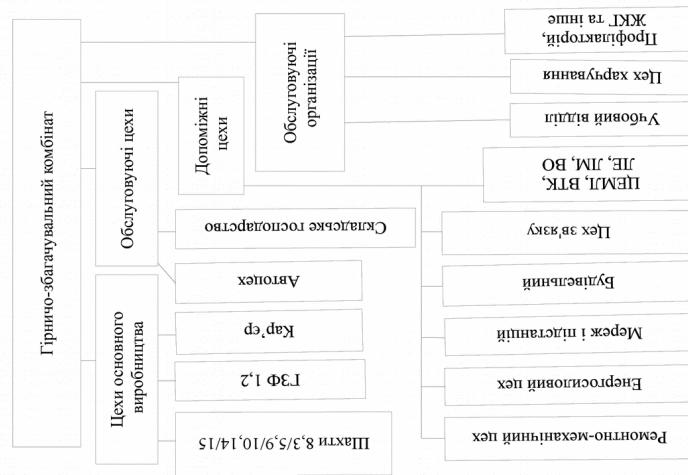 Гірничо-збагачувальний комбінат
Цехи основного
виробництва
Шахти 8,3/5,9/10,14/15
ГЗФ 1,2
Кар’єр
Обслуговуючі цехи
Автоцех
Складське господарство
Допоміжні
цехи
Ремонтно-механічний цех
Енергосиловий цех
Мереж і підстанцій
Будівельний
Цех зв'язку
ЦЕМЛ, ВТК,
ЛЕ, ЛМ, ВО
Обслуговуючі
організації
Учбовий відділ
Цех харчування
Профілакторій,
ЖКГ та інше